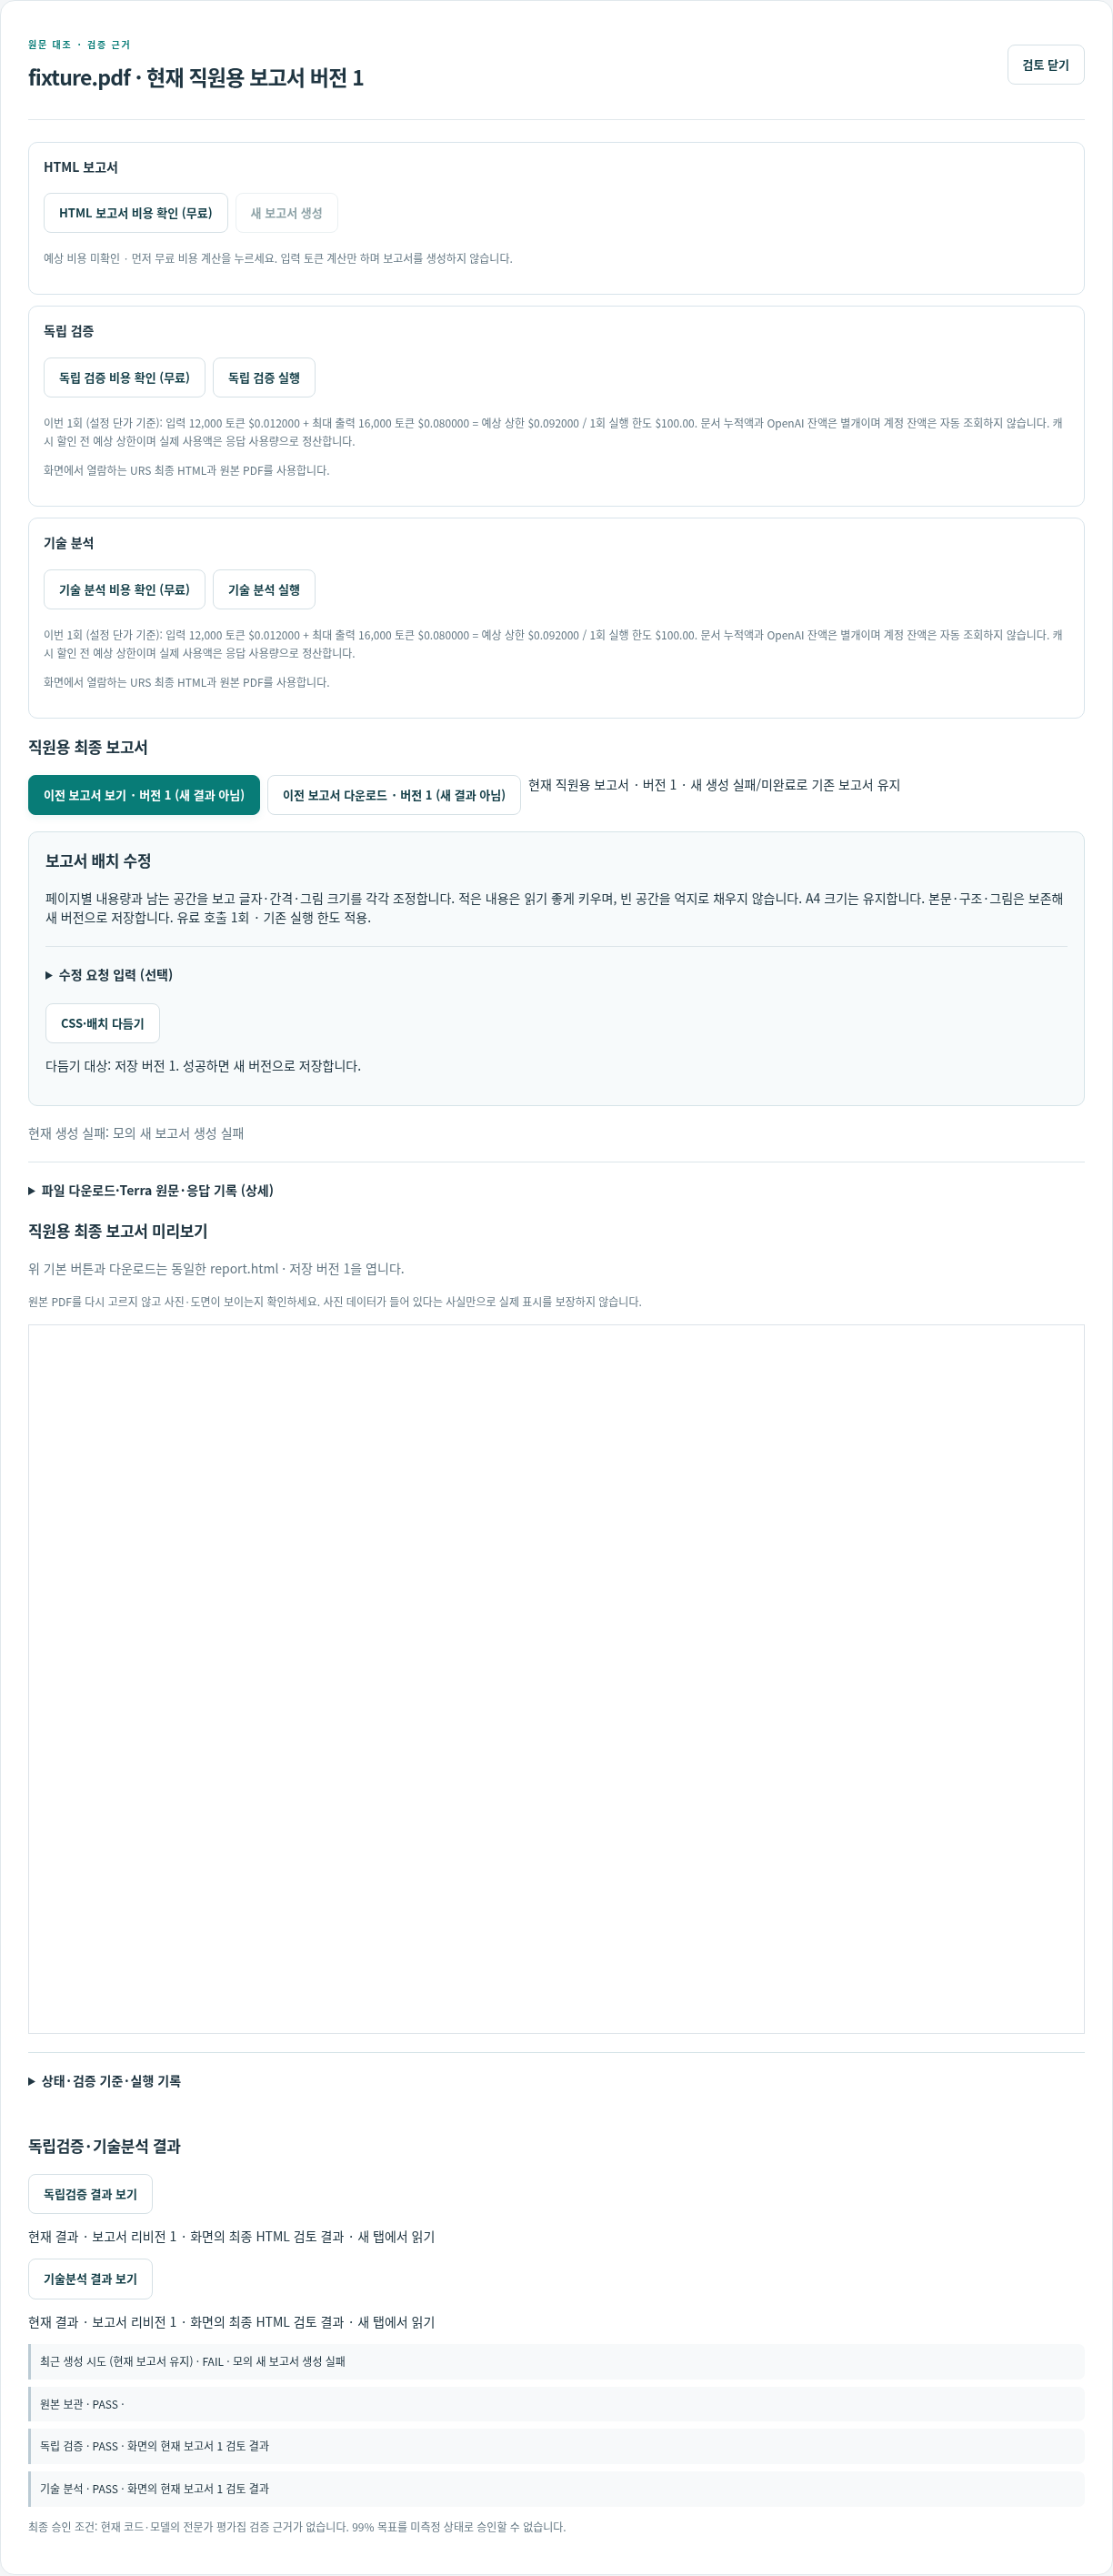 원문 대조 · 검증 근거
fixture.pdf · 현재 직원용 보고서 버전 1
검토 닫기
HTML 보고서
HTML 보고서 비용 확인 (무료)
새 보고서 생성
예상 비용 미확인 · 먼저 무료 비용 계산을 누르세요. 입력 토큰 계산만 하며 보고서를 생성하지 않습니다.
독립 검증
독립 검증 비용 확인 (무료)
독립 검증 실행
이번 1회 (설정 단가 기준): 입력 12,000 토큰 $0.012000 + 최대 출력 16,000 토큰 $0.080000 = 예상 상한 $0.092000 / 1회 실행 한도 $100.00. 문서 누적액과 OpenAI 잔액은 별개이며 계정 잔액은 자동 조회하지 않습니다. 캐
시 할인 전 예상 상한이며 실제 사용액은 응답 사용량으로 정산합니다.
화면에서 열람하는 URS 최종 HTML과 원본 PDF를 사용합니다.
기술 분석
기술 분석 비용 확인 (무료)
기술 분석 실행
이번 1회 (설정 단가 기준): 입력 12,000 토큰 $0.012000 + 최대 출력 16,000 토큰 $0.080000 = 예상 상한 $0.092000 / 1회 실행 한도 $100.00. 문서 누적액과 OpenAI 잔액은 별개이며 계정 잔액은 자동 조회하지 않습니다. 캐
시 할인 전 예상 상한이며 실제 사용액은 응답 사용량으로 정산합니다.
화면에서 열람하는 URS 최종 HTML과 원본 PDF를 사용합니다.
직원용 최종 보고서
이전 보고서 보기 · 버전 1 (새 결과 아님)
이전 보고서 다운로드 · 버전 1 (새 결과 아님)
현재 직원용 보고서 · 버전 1 · 새 생성 실패/미완료로 기존 보고서 유지
보고서 배치 수정
페이지별 내용량과 남는 공간을 보고 글자·간격·그림 크기를 각각 조정합니다. 적은 내용은 읽기 좋게 키우며, 빈 공간을 억지로 채우지 않습니다. A4 크기는 유지합니다. 본문·구조·그림은 보존해
새 버전으로 저장합니다. 유료 호출 1회 · 기존 실행 한도 적용.
▶ 수정 요청 입력 (선택)
CSS·배치 다듬기
다듬기 대상: 저장 버전 1. 성공하면 새 버전으로 저장합니다.
현재 생성 실패: 모의 새 보고서 생성 실패
▶ 파일 다운로드·Terra 원문·응답 기록 (상세)
직원용 최종 보고서 미리보기
위 기본 버튼과 다운로드는 동일한 report.html · 저장 버전 1을 엽니다.
원본 PDF를 다시 고르지 않고 사진·도면이 보이는지 확인하세요. 사진 데이터가 들어 있다는 사실만으로 실제 표시를 보장하지 않습니다.
▶ 상태·검증 기준·실행 기록
독립검증·기술분석 결과
독립검증 결과 보기
현재 결과 · 보고서 리비전 1 · 화면의 최종 HTML 검토 결과 · 새 탭에서 읽기
기술분석 결과 보기
현재 결과 · 보고서 리비전 1 · 화면의 최종 HTML 검토 결과 · 새 탭에서 읽기
최근 생성 시도 (현재 보고서 유지) · FAIL · 모의 새 보고서 생성 실패
원본 보관 · PASS ·
독립 검증 · PASS · 화면의 현재 보고서 1 검토 결과
기술 분석 · PASS · 화면의 현재 보고서 1 검토 결과
최종 승인 조건: 현재 코드·모델의 전문가 평가집 검증 근거가 없습니다. 99% 목표를 미측정 상태로 승인할 수 없습니다.